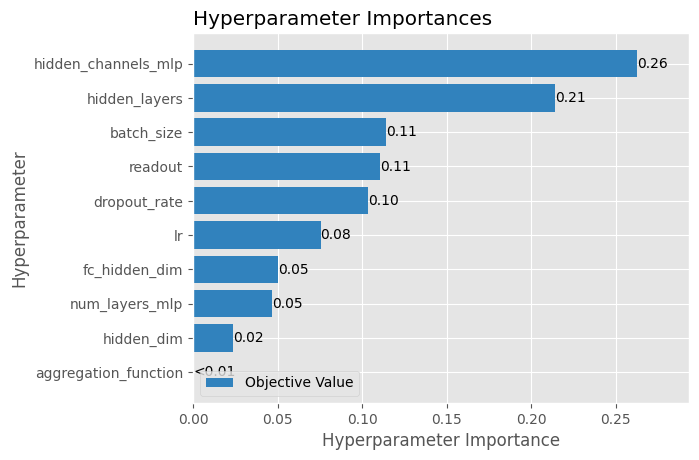 Hyperparameter Importances
Hyperparameter
hidden_channels_mlp 0.26
hidden_layers 0.21
batch_size 0.11
readout 0.11
dropout_rate 0.10
lr 0.08
fc_hidden_dim 0.05
num_layers_mlp 0.05
hidden_dim 0.02
aggregation_function <0.01
Objective Value
0.00 0.05 0.10 0.15 0.20 0.25
Hyperparameter Importance